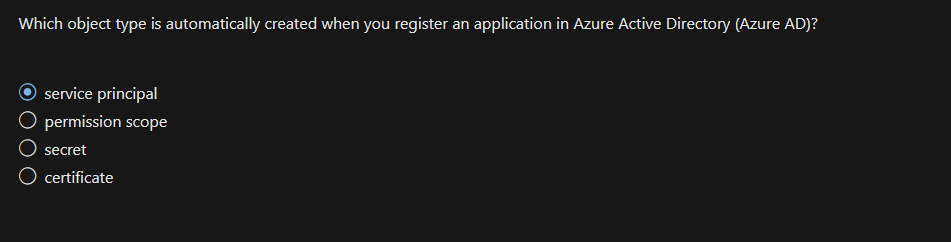 Which object type is automatically created when you register an application in Azure Active Directory (Azure AD)?
service principal
permission scope
secret
certificate